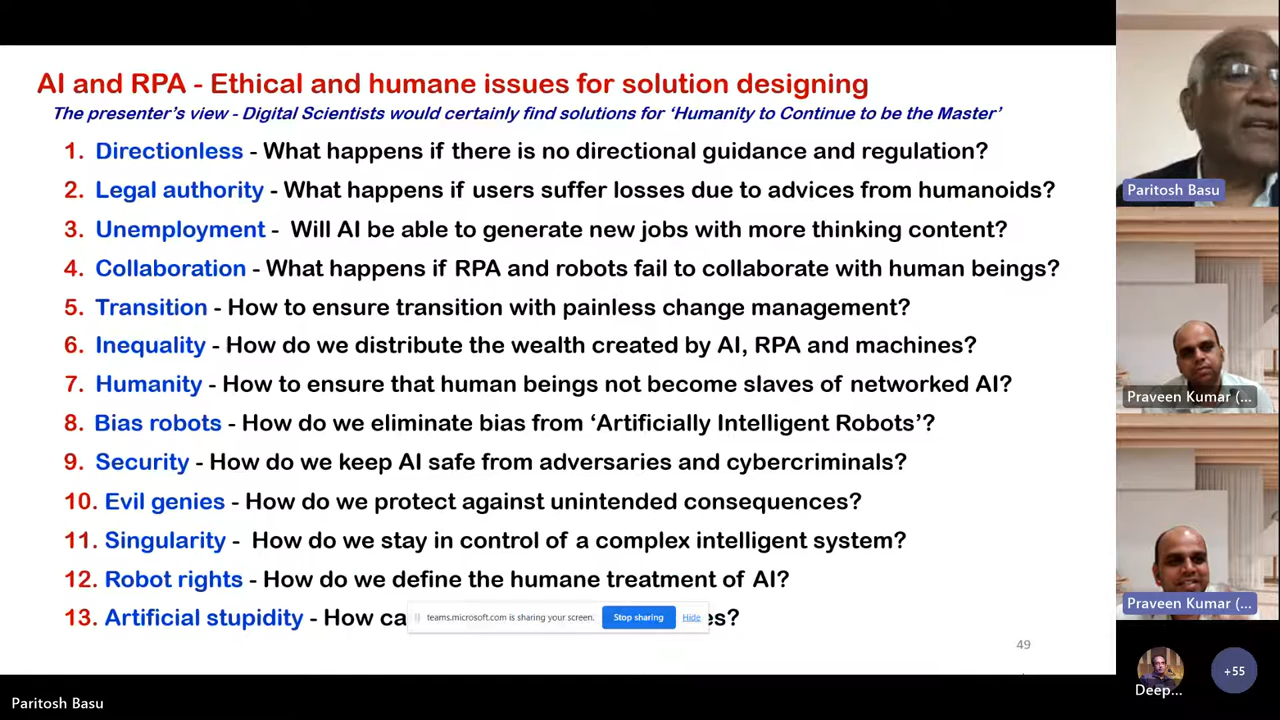 AI and RPA - Ethical and humane issues for solution designing
The presenter's view - Digital Scientists would certainly find solutions for 'Humanity to Continue to be the Master'
1. Directionless - What happens if there is no directional guidance and regulation?
2. Legal authority - What happens if users suffer losses due to advices from humanoids?
3. Unemployment - Will AI be able to generate new jobs with more thinking content?
4. Collaboration - What happens if RPA and robots fail to collaborate with human beings?
5. Transition - How to ensure transition with painless change management?
6. Inequality - How do we distribute the wealth created by AI, RPA and machines?
7. Humanity - How to ensure that human beings not become slaves of networked AI?
8. Bias robots - How do we eliminate bias from 'Artificially Intelligent Robots'?
9. Security - How do we keep AI safe from adversaries and cybercriminals?
10. Evil genies - How do we protect against unintended consequences?
11. Singularity - How do we stay in control of a complex intelligent system?
12. Robot rights - How do we define the humane treatment of AI?
13. Artificial stupidity - How ca
teams.microsoft.com is sharing your screen. Stop sharing Hide
es?
49
Paritosh Basu
Paritosh Basu
Praveen Kumar (...
Praveen Kumar (...
Deep...
+55